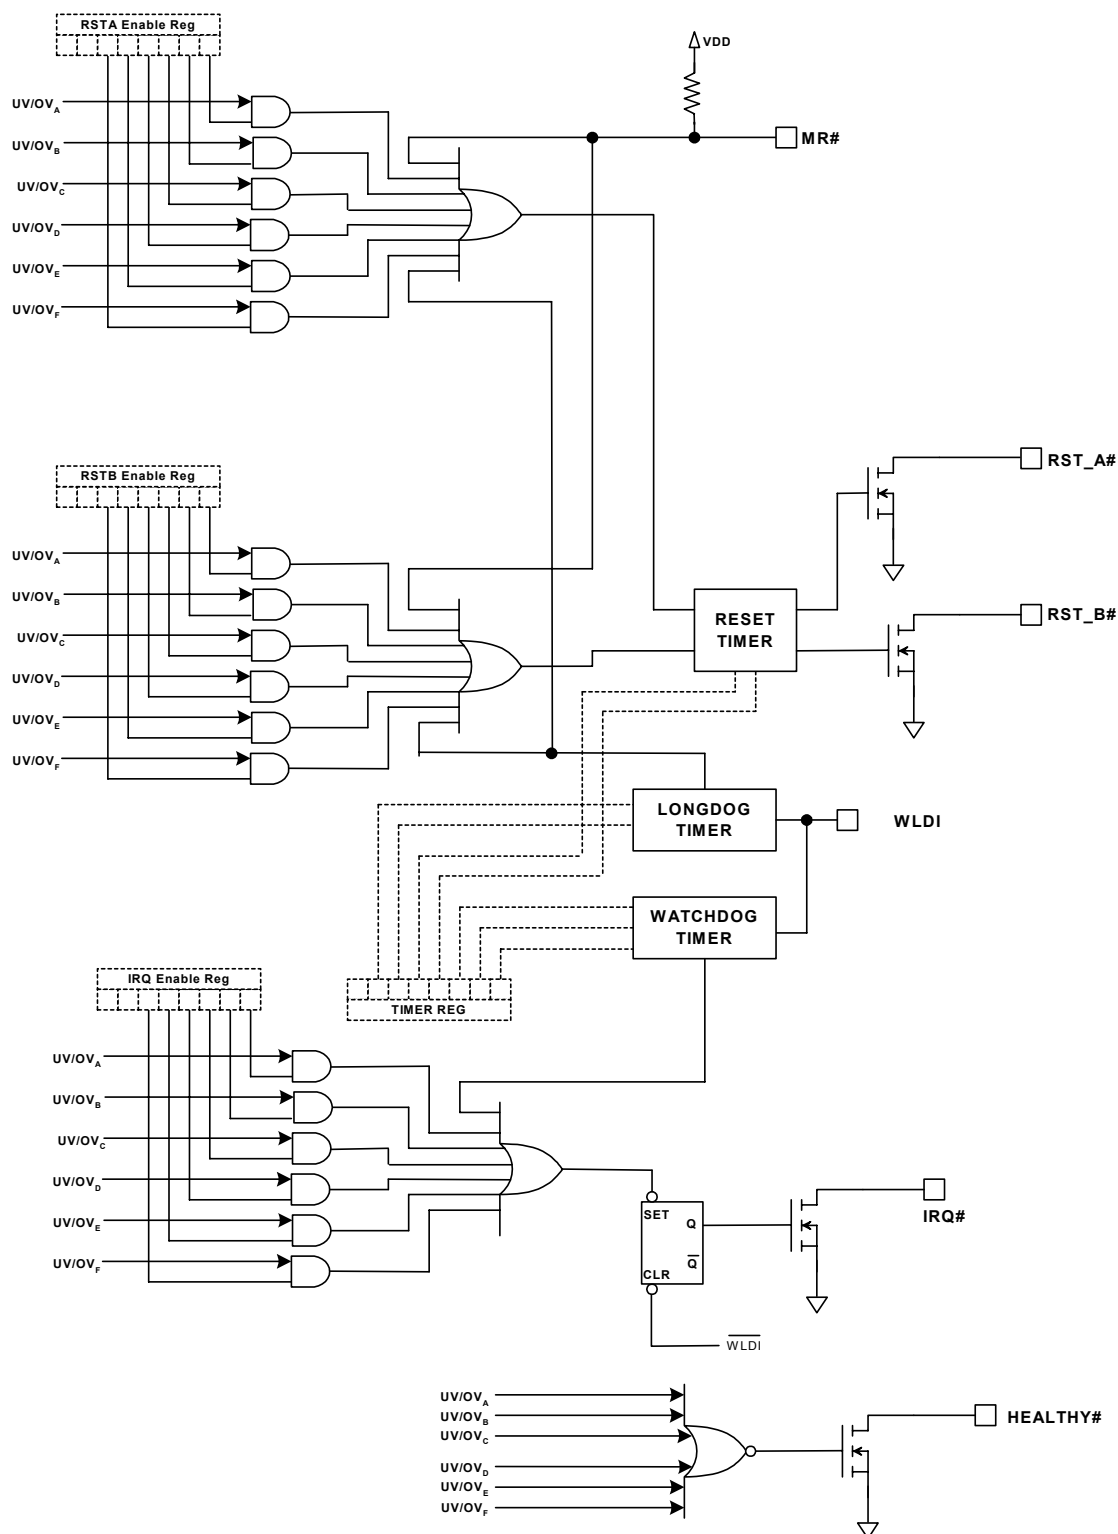 RSTA Enable Reg
VDD
UV/OVA
MR#
UV/OVB
UV/OVC
UV/OVD
UV/OVE
UV/OVF
RST_A#
RSTB Enable Reg
UV/OVA
UV/OVB
RST_B#
RESET
TIMER
UV/OVC
UV/OVD
UV/OVE
UV/OVF
LONGDOG
TIMER
WLDI
WATCHDOG
TIMER
IRQ Enable Reg
TIMER REG
UV/OVA
UV/OVB
UV/OVC
UV/OVD
UV/OVE
UV/OVF
SET
Q
IRQ#
Q
CLR
WLDI
UV/OVA
UV/OVB
UV/OVC
UV/OVD
UV/OVE
UV/OVF
HEALTHY#